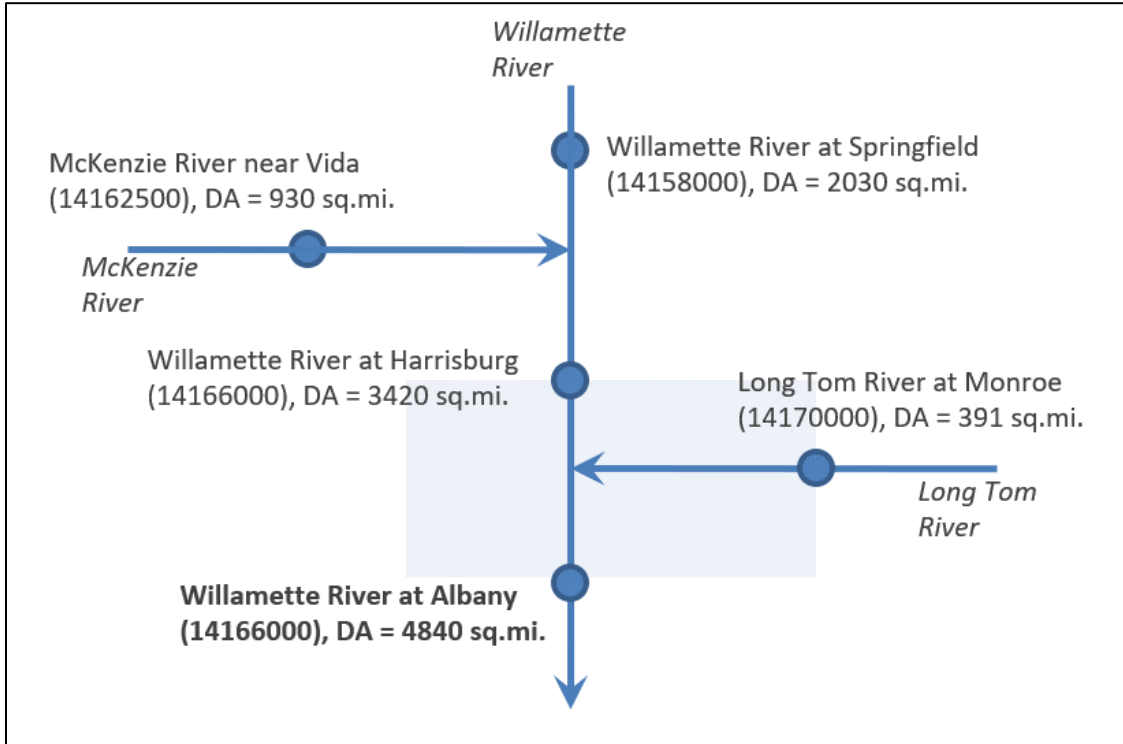 Willamette
River
Willamette River at Springfield
(14158000), DA = 2030 sq.mi.
McKenzie River near Vida
(14162500), DA = 930 sq.mi.
McKenzie
River
Willamette River at Harrisburg
(14166000), DA = 3420 sq.mi.
Long Tom River at Monroe
(14170000), DA = 391 sq.mi.
Long Tom
River
Willamette River at Albany
(14166000), DA = 4840 sq.mi.